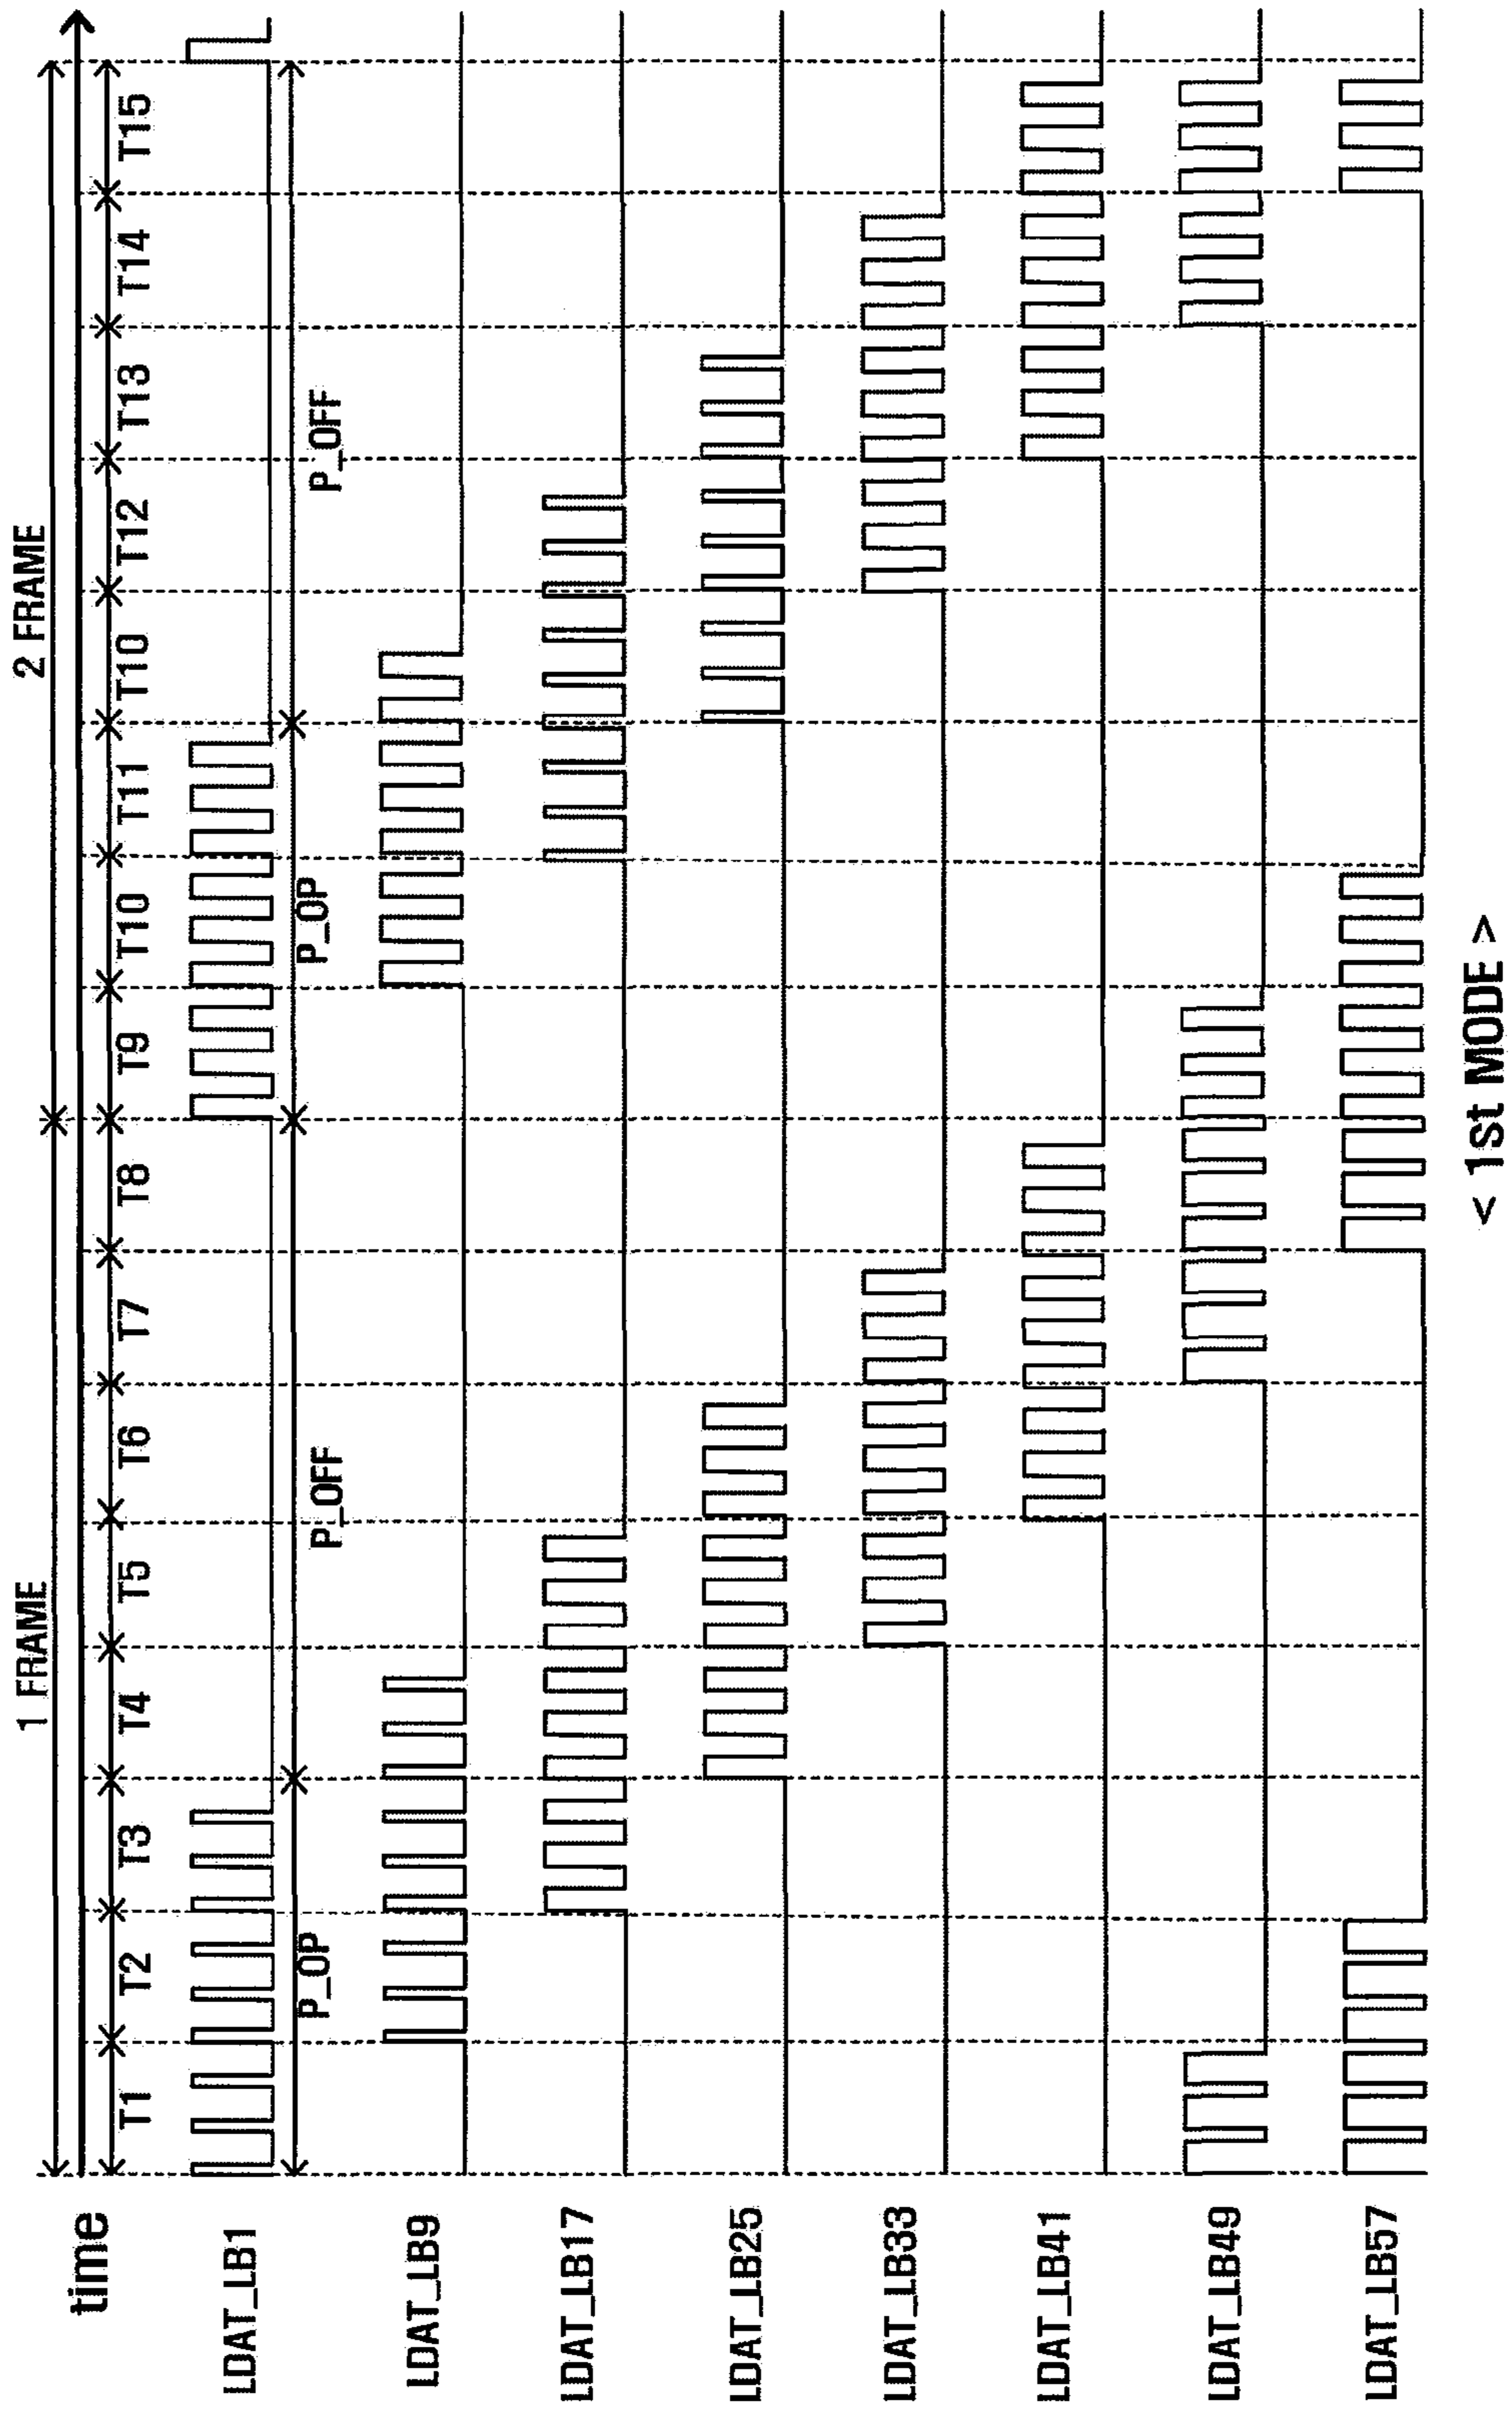 1 FRAME
2 FRAME
time
T1
T2
T3
T4
T5
T6
T7
T8
T9
T10
T11
T10
T12
T13
T14
T15
LDAT_LB1
P_OP
P_OFF
P_OP
P_OFF
LDAT_LB9
LDAT_LB17
LDAT_LB25
LDAT_LB33
LDAT_LB41
LDAT_LB49
LDAT_LB57
< 1st MODE >